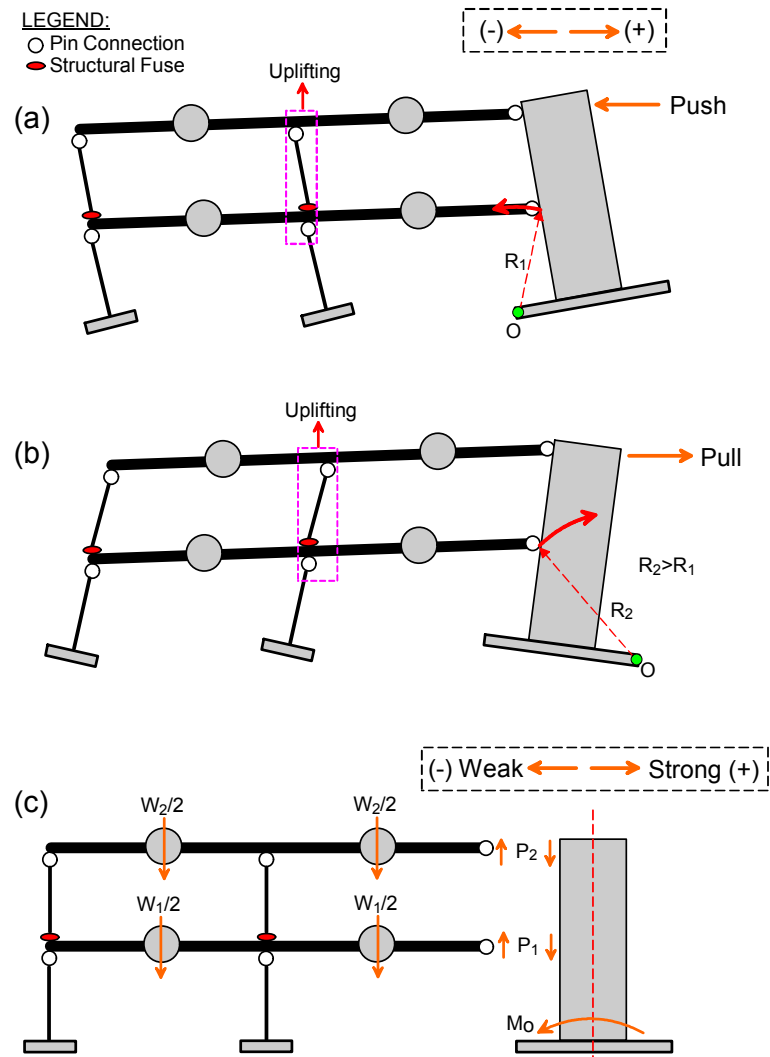 LEGEND:
Pin Connection
Structural Fuse
(-) (+)
Uplifting
(a)
Push
R1
O
Uplifting
(b)
Pull
R2>R1
R2
O
(-) Weak Strong (+)
(c)
W2/2 W2/2
P2
W1/2 W1/2
P1
Mo